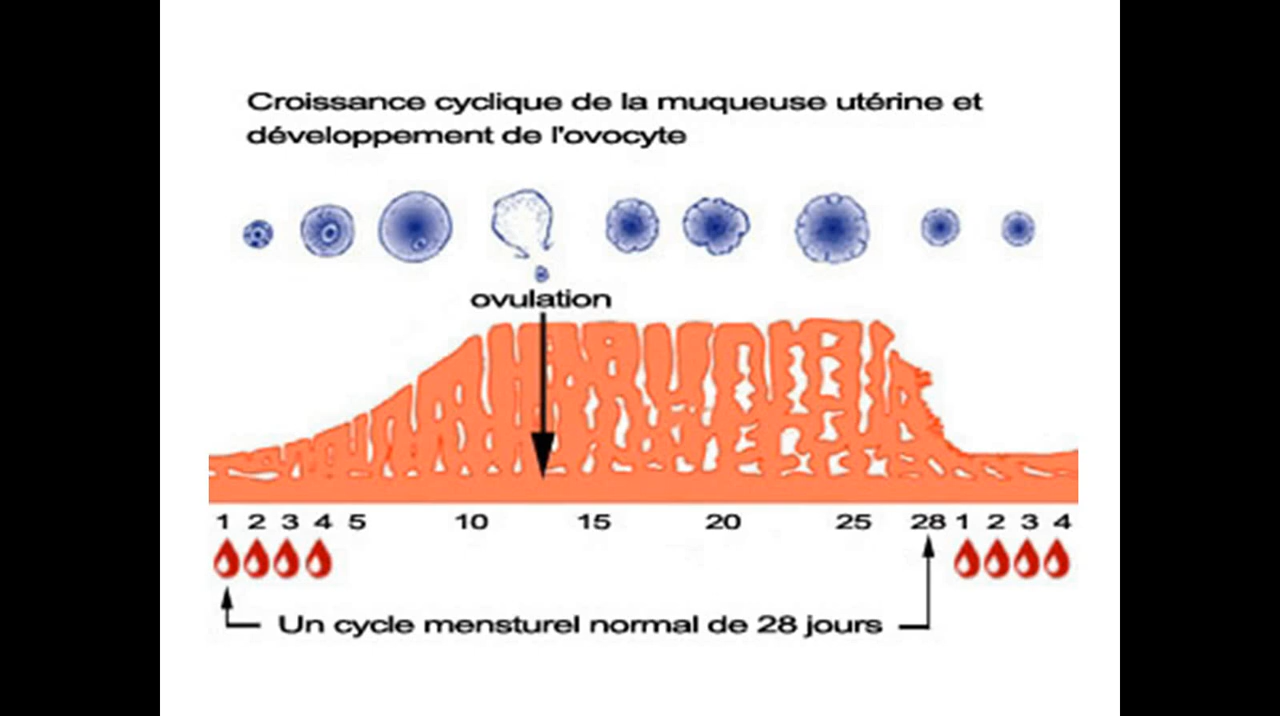 Croissance cyclique de la muqueuse utérine et
développement de l'ovocyte
ovulation
1 2 3 4 5 10 15 20 25 28 1 2 3 4
Un cycle mensturel normal de 28 jours